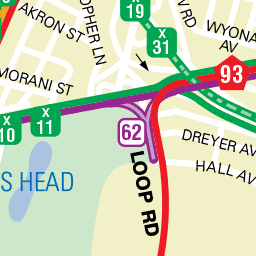 AKRON ST
OPHER LN
X
19
V RD
X
31
WYONA
AV
MORANI ST
93
X
10
X
11
62
DREYER AV
HALL AV
LOOP RD
S HEAD